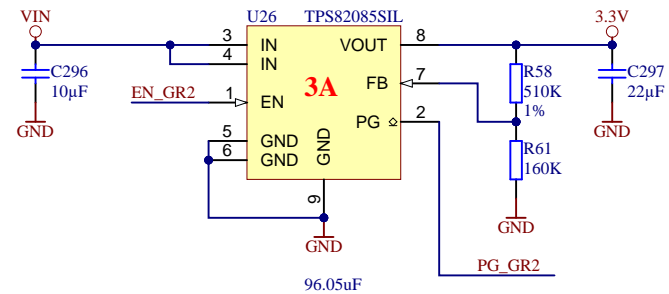 VIN
U26 TPS82085SIL
3.3V
3 IN VOUT 8
4 IN
C296
10µF
3A
FB 7
R58
510K
1%
C297
22µF
EN_GR2 1 EN
PG 2
GND
GND
5 GND
6 GND
GND
R61
160K
9
GND
GND
PG_GR2
96.05uF